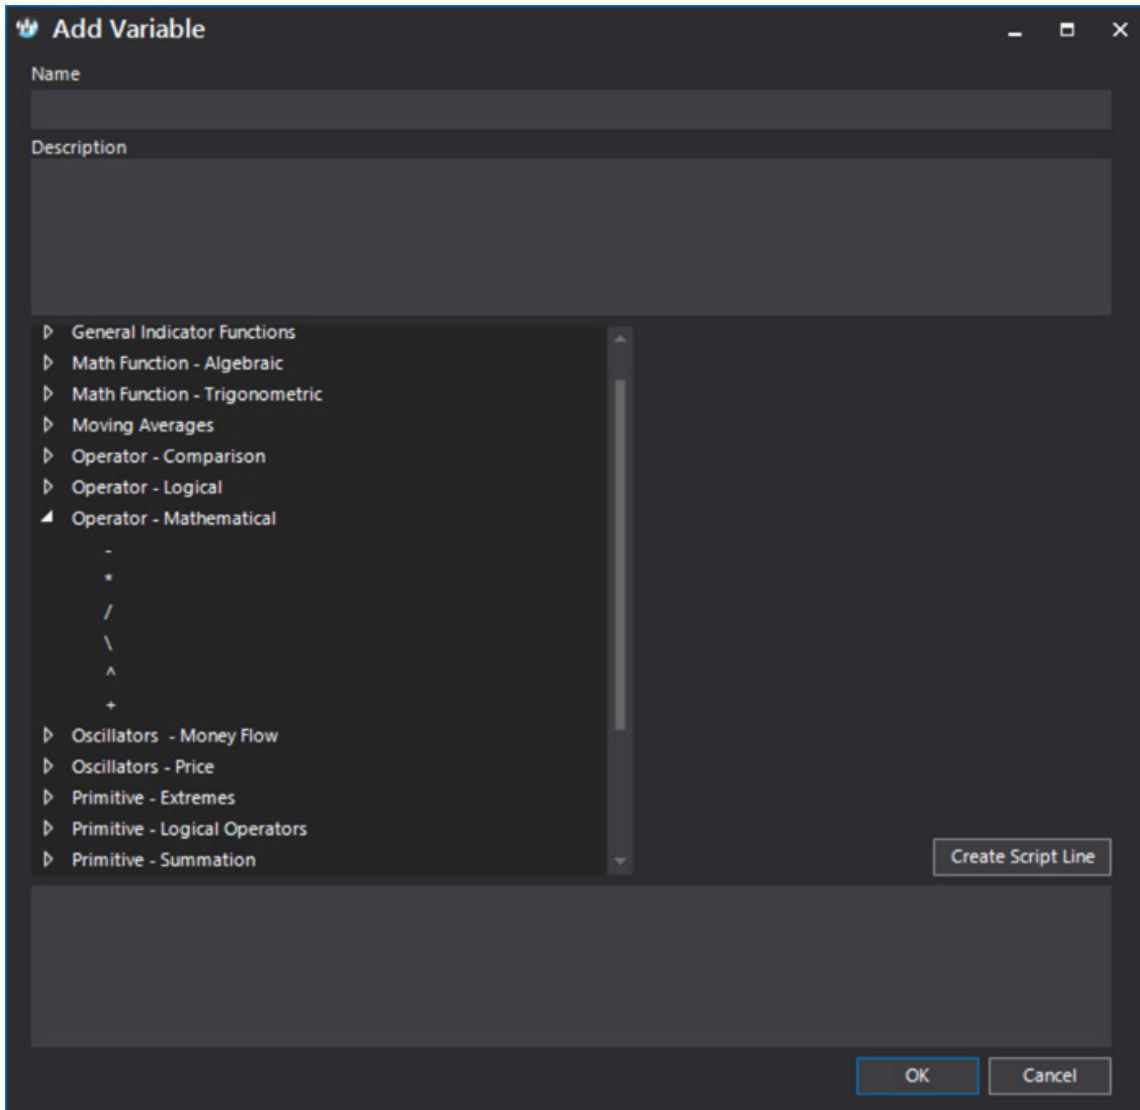 Add Variable
Name
Description
General Indicator Functions
Math Function - Algebraic
Math Function - Trigonometric
Moving Averages
Operator - Comparison
Operator - Logical
Operator - Mathematical
-
*
/
\
^
+
Oscillators - Money Flow
Oscillators - Price
Primitive - Extremes
Primitive - Logical Operators
Primitive - Summation
Create Script Line
OK Cancel